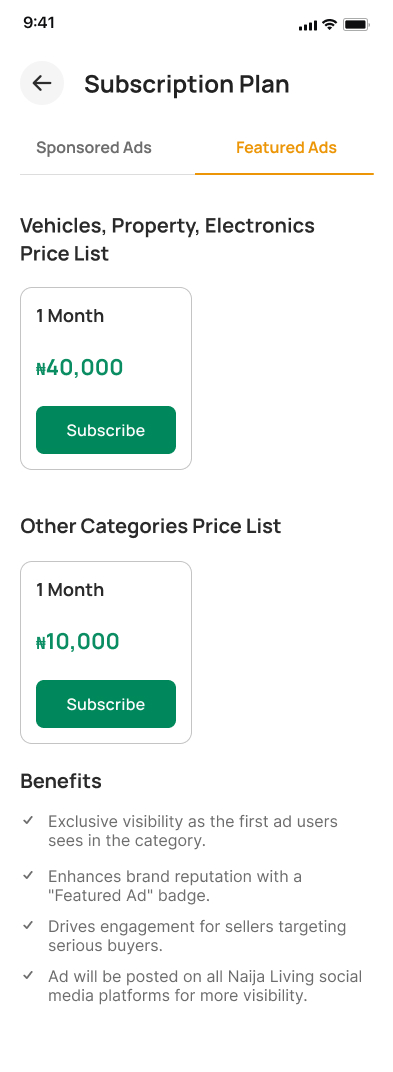 9:41
Subscription Plan
Sponsored Ads
Featured Ads
Vehicles, Property, Electronics
Price List
1 Month
₦40,000
Subscribe
Other Categories Price List
1 Month
₦10,000
Subscribe
Benefits
Exclusive visibility as the first ad users
sees in the category.
Enhances brand reputation with a
"Featured Ad" badge.
Drives engagement for sellers targeting
serious buyers.
Ad will be posted on all Naija Living social
media platforms for more visibility.